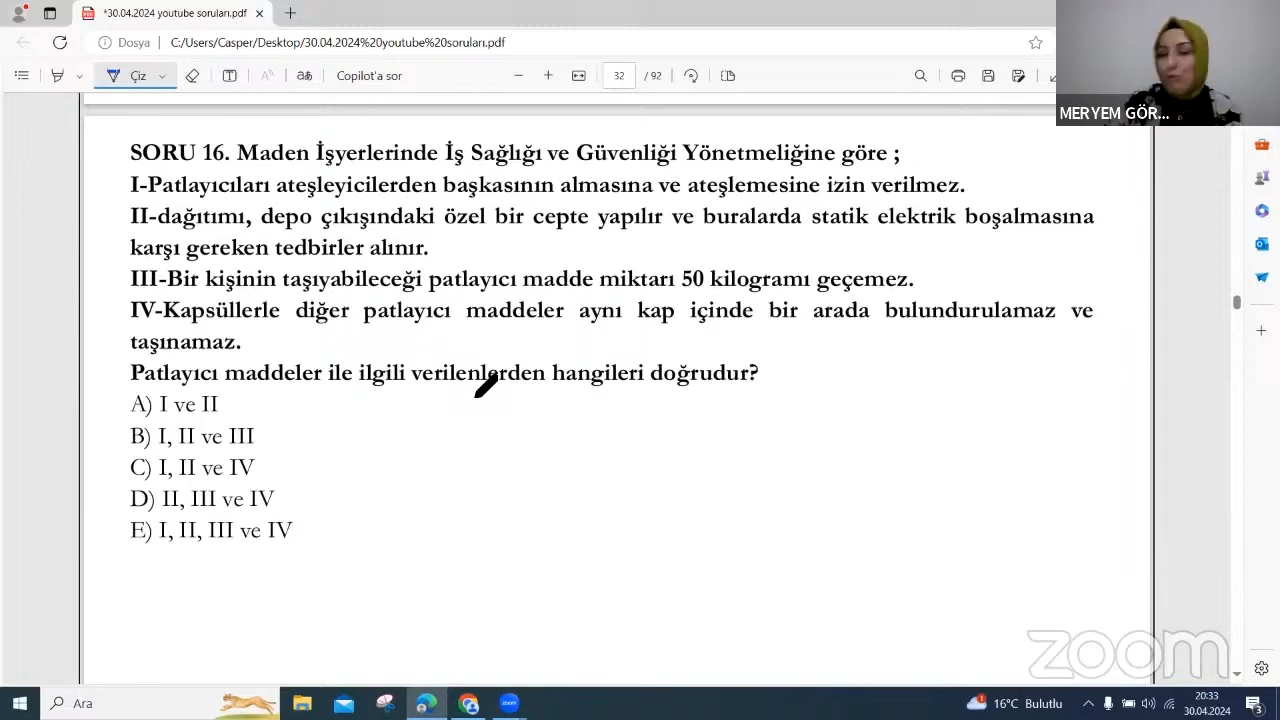 *30.04.2024 youtube soruları.pdf
Dosya C:/Users/Casper/Desktop/30.04.2024%20youtube%20soruları.pdf
Çiz Copilot'a sor 32 / 92
MERYEM GÖR...
SORU 16. Maden İşyerlerinde İş Sağlığı ve Güvenliği Yönetmeliğine göre ;
I-Patlayıcıları ateşleyicilerden başkasının almasına ve ateşlemesine izin verilmez.
II-dağıtımı, depo çıkışındaki özel bir cepte yapılır ve buralarda statik elektrik boşalmasına
karşı gereken tedbirler alınır.
III-Bir kişinin taşıyabileceği patlayıcı madde miktarı 50 kilogramı geçemez.
IV-Kapsüllerle diğer patlayıcı maddeler aynı kap içinde bir arada bulundurulamaz ve
taşınamaz.
Patlayıcı maddeler ile ilgili verilenlerden hangileri doğrudur?
A) I ve II
B) I, II ve III
C) I, II ve IV
D) II, III ve IV
E) I, II, III ve IV
zoom
Ara
zoom
16°C Bulutlu
20:33
30.04.2024
3